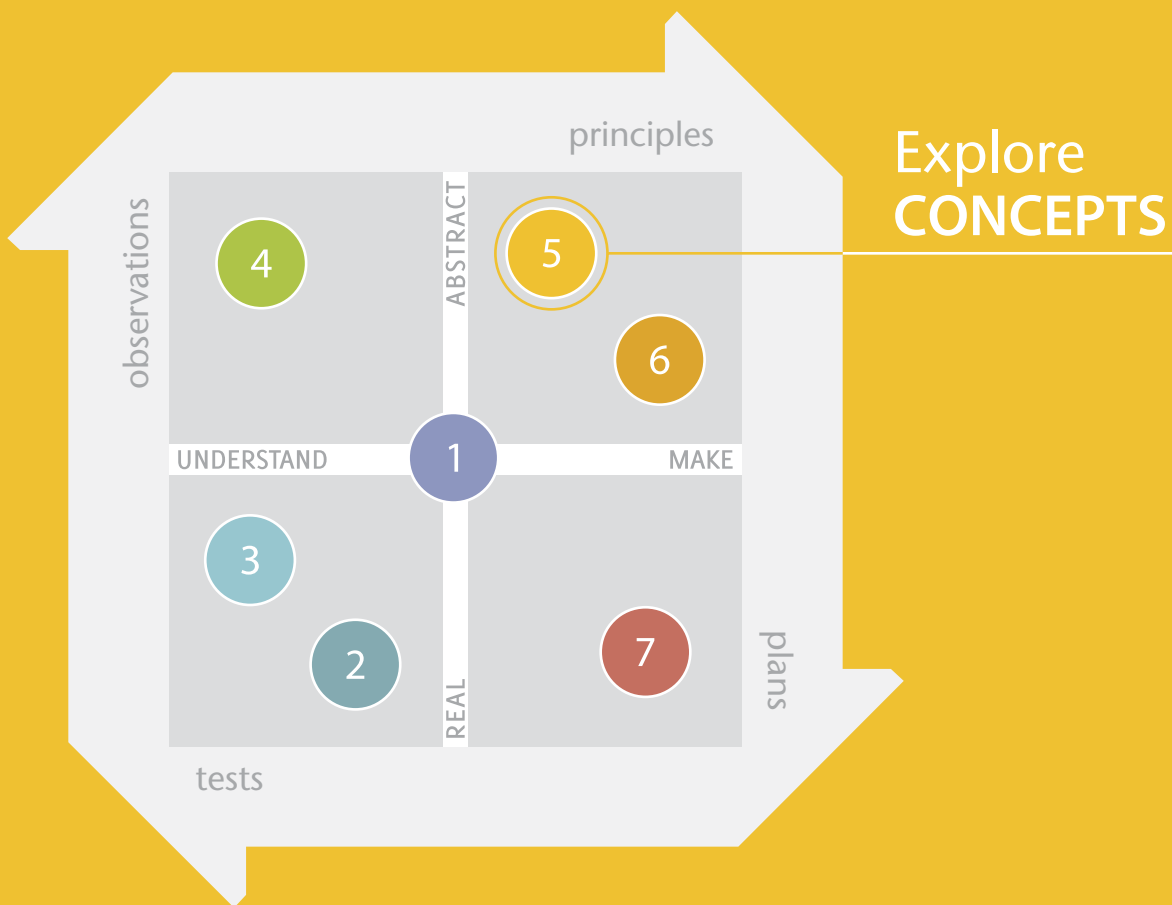 principles
Explore
CONCEPTS
observations
ABSTRACT
4
5
6
UNDERSTAND
1
MAKE
3
2
7
REAL
plans
tests